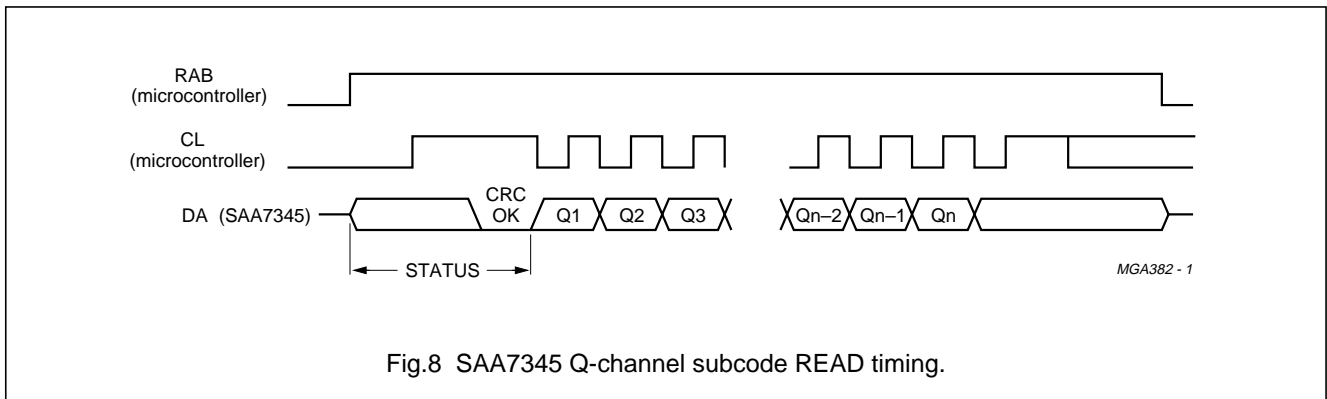 RAB
(microcontroller)
CL
(microcontroller)
DA (SAA7345)
CRC
OK
Q1 Q2 Q3 Qn–2 Qn–1 Qn
STATUS
MGA382 - 1
Fig.8 SAA7345 Q-channel subcode READ timing.